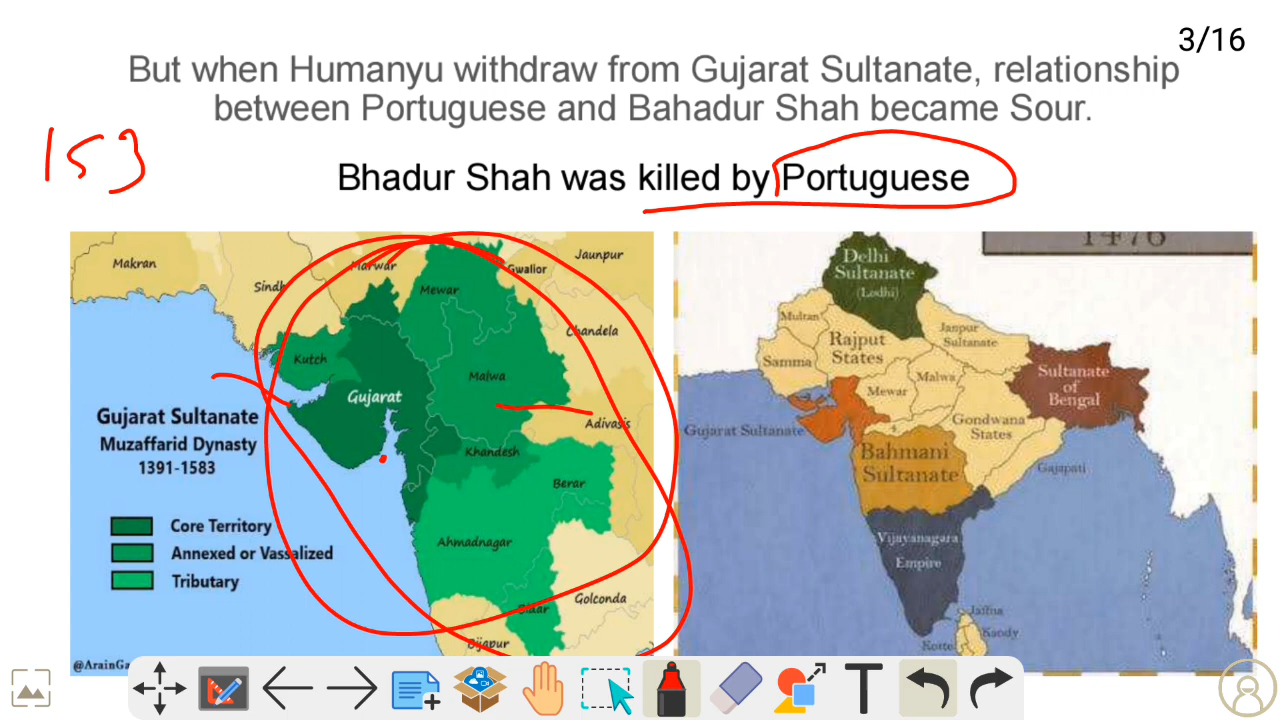 3/16
But when Humanyu withdraw from Gujarat Sultanate, relationship
between Portuguese and Bahadur Shah became Sour.
153
Bhadur Shah was killed by Portuguese
Makran
Sindh
Marwar
Mewar
Gwalior
Jaunpur
Chandela
Kutch
Gujarat
Malwa
Adivasis
Khandesh
Berar
Ahmadnagar
Golconda
Bidar
Bijapur
Gujarat Sultanate
Muzaffarid Dynasty
1391-1583
Core Territory
Annexed or Vassalized
Tributary
@ArainGa
1476
Delhi
Sultanate
(Lodhi)
Multan
Rajput
States
Janpur
Sultanate
Samma
Mewar
Malwa
Sultanate
of
Bengal
Gujarat Sultanate
Gondwana
States
Bahmani
Sultanate
Gajapati
Vijayanagara
Empire
Jaffna
Kandy
Kotte
T